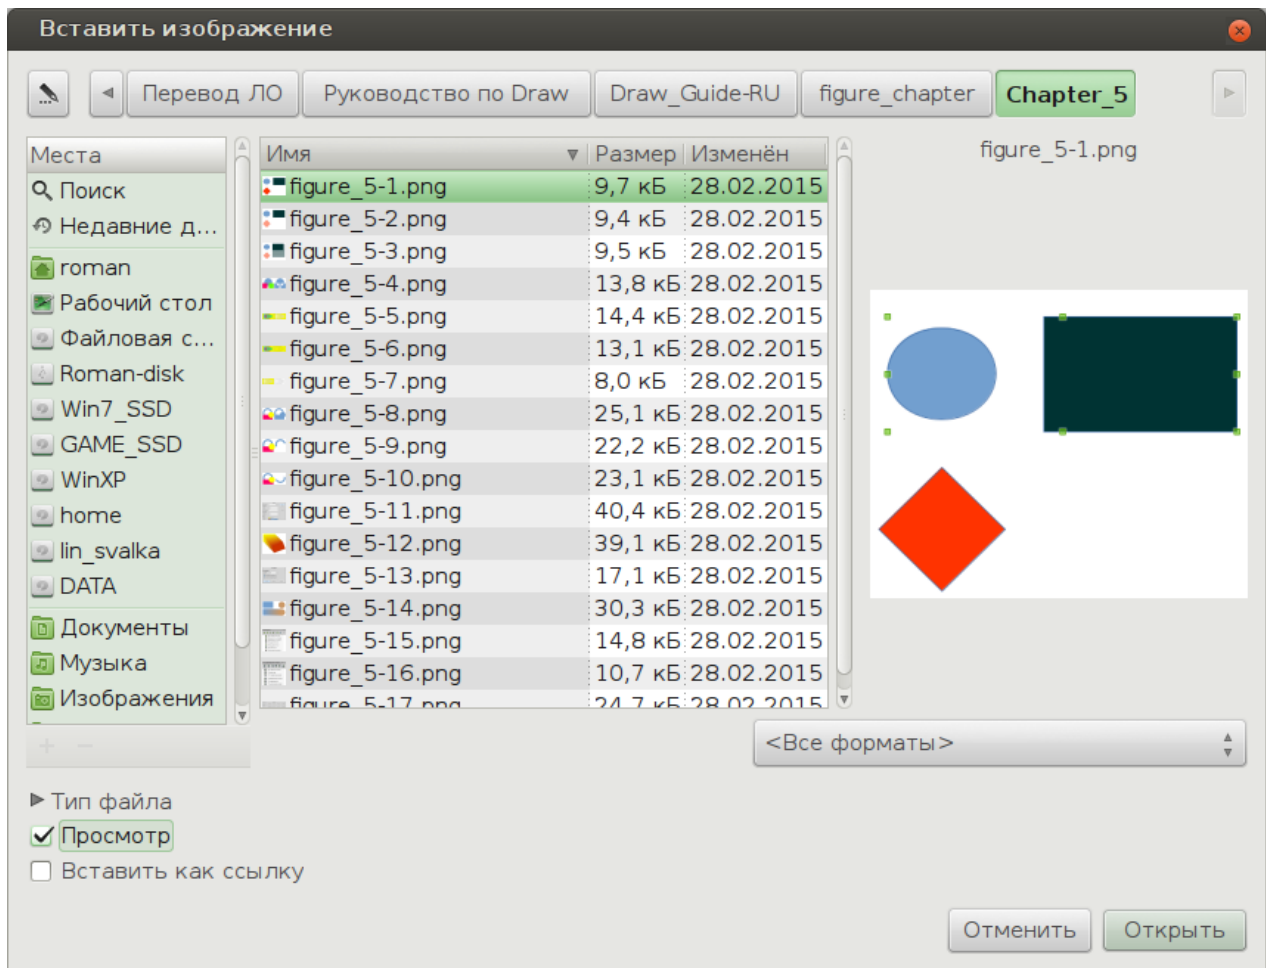 Вставить изображение
Перевод ЛО Руководство по Draw Draw_Guide-RU figure_chapter Chapter_5
Места
Поиск
Недавние д...
roman
Рабочий стол
Файловая с...
Roman-disk
Win7_SSD
GAME_SSD
WinXP
home
lin_svalka
DATA
Документы
Музыка
Изображения
Имя Размер Изменён
figure_5-1.png 9,7 кБ 28.02.2015
figure_5-2.png 9,4 кБ 28.02.2015
figure_5-3.png 9,5 кБ 28.02.2015
figure_5-4.png 13,8 кБ 28.02.2015
figure_5-5.png 14,4 кБ 28.02.2015
figure_5-6.png 13,1 кБ 28.02.2015
figure_5-7.png 8,0 кБ 28.02.2015
figure_5-8.png 25,1 кБ 28.02.2015
figure_5-9.png 22,2 кБ 28.02.2015
figure_5-10.png 23,1 кБ 28.02.2015
figure_5-11.png 40,4 кБ 28.02.2015
figure_5-12.png 39,1 кБ 28.02.2015
figure_5-13.png 17,1 кБ 28.02.2015
figure_5-14.png 30,3 кБ 28.02.2015
figure_5-15.png 14,8 кБ 28.02.2015
figure_5-16.png 10,7 кБ 28.02.2015
figure_5-17.png 24,7 кБ 28.02.2015
figure_5-1.png
<Все форматы>
Тип файла
Просмотр
Вставить как ссылку
Отменить Открыть